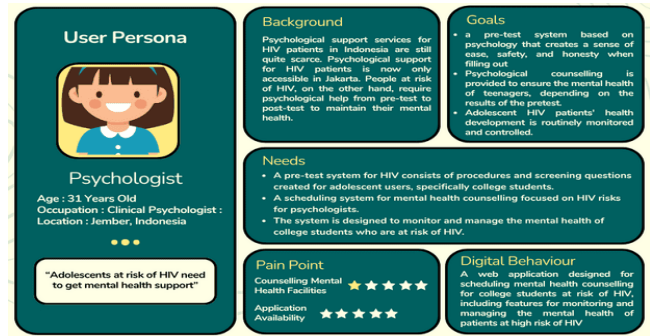 User Persona
Psychologist
Age : 31 Years Old
Occupation : Clinical Psychologist :
Location : Jember, Indonesia
"Adolescents at risk of HIV need
to get mental health support"
Background
Psychological support services for
HIV patients in Indonesia are still
quite scarce. Psychological support
for HIV patients is now only
accessible in Jakarta. People at risk
of HIV, on the other hand, require
psychological help from pre-test to
post-test to maintain their mental
health.
Goals
• a pre-test system based on
psychology that creates a sense of
ease, safety, and honesty when
filling out
• Psychological counselling is
provided to ensure the mental health
of teenagers, depending on the
results of the pretest.
• Adolescent HIV patients' health
development is routinely monitored
and controlled.
Needs
• A pre-test system for HIV consists of procedures and screening questions
created for adolescent users, specifically college students.
• A scheduling system for mental health counselling focused on HIV risks
for psychologists.
• The system is designed to monitor and manage the mental health of
college students who are at risk of HIV.
Pain Point
Counselling Mental
Health Facilities
Application
Availability
Digital Behaviour
A web application designed for
scheduling mental health counselling
for college students at risk of HIV,
including features for monitoring and
managing the mental health of
patients at high risk of HIV